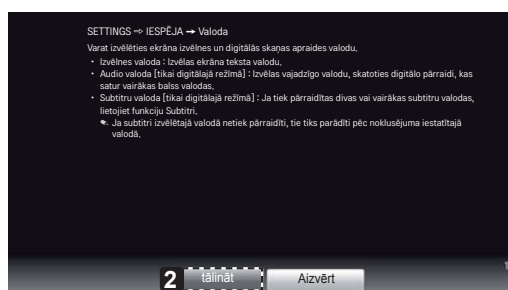 SETTINGS ⇨ IESPĒJA ➙ Valoda
Varat izvēlēties ekrāna izvēlnes un digitālās skaņas apraides valodu.
• Izvēlnes valoda : Izvēlas ekrāna teksta valodu.
• Audio valoda [tikai digitālajā režīmā] : Izvēlas vajadzīgo valodu, skatoties digitālo pārraidi, kas
satur vairākas balss valodas.
• Subtitru valoda [tikai digitālajā režīmā] : Ja tiek pārraidītas divas vai vairākas subtitru valodas,
lietojiet funkciju Subtitri.
Ja subtitri izvēlētajā valodā netiek pārraidīti, tie tiks parādīti pēc noklusējuma iestatītajā
valodā.
2 tālināt Aizvērt